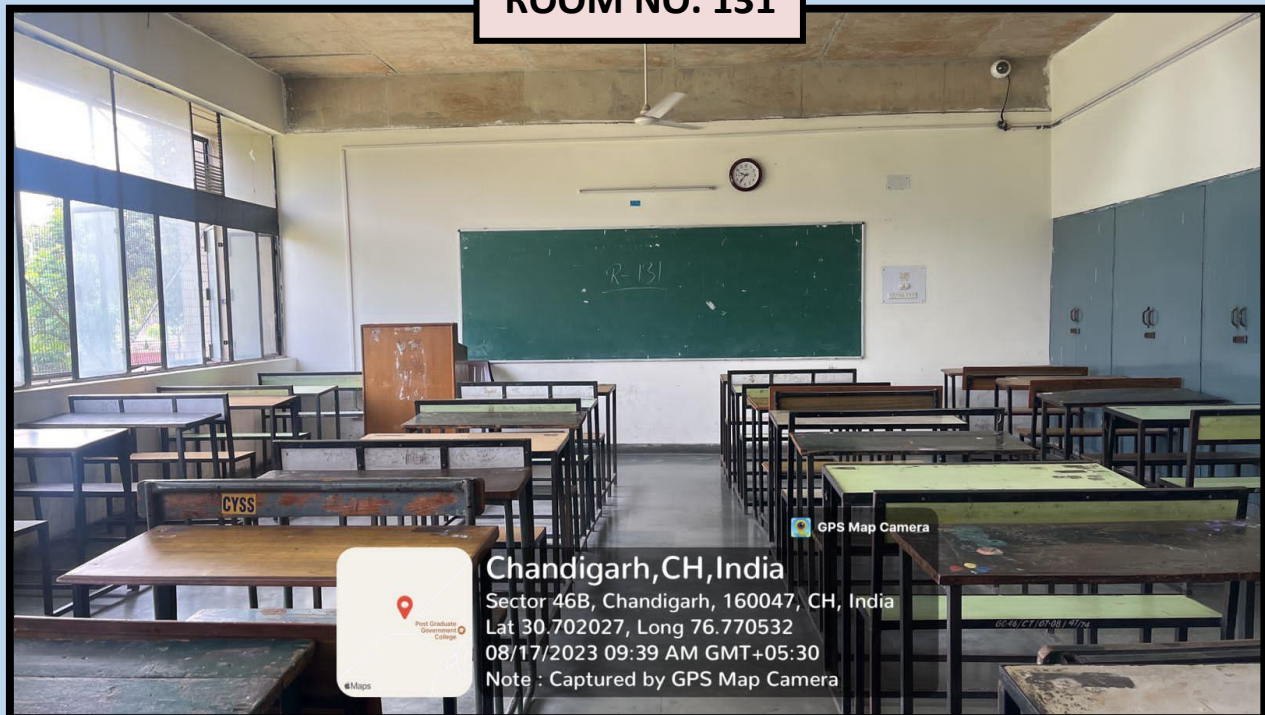 ROOM NO. 131
R-131
CYSS
GPS Map Camera
Chandigarh,CH,India
Sector 46B, Chandigarh, 160047, CH, India
Lat 30.702027, Long 76.770532
08/17/2023 09:39 AM GMT+05:30
Note : Captured by GPS Map Camera
Post Graduate
Government
College
Maps